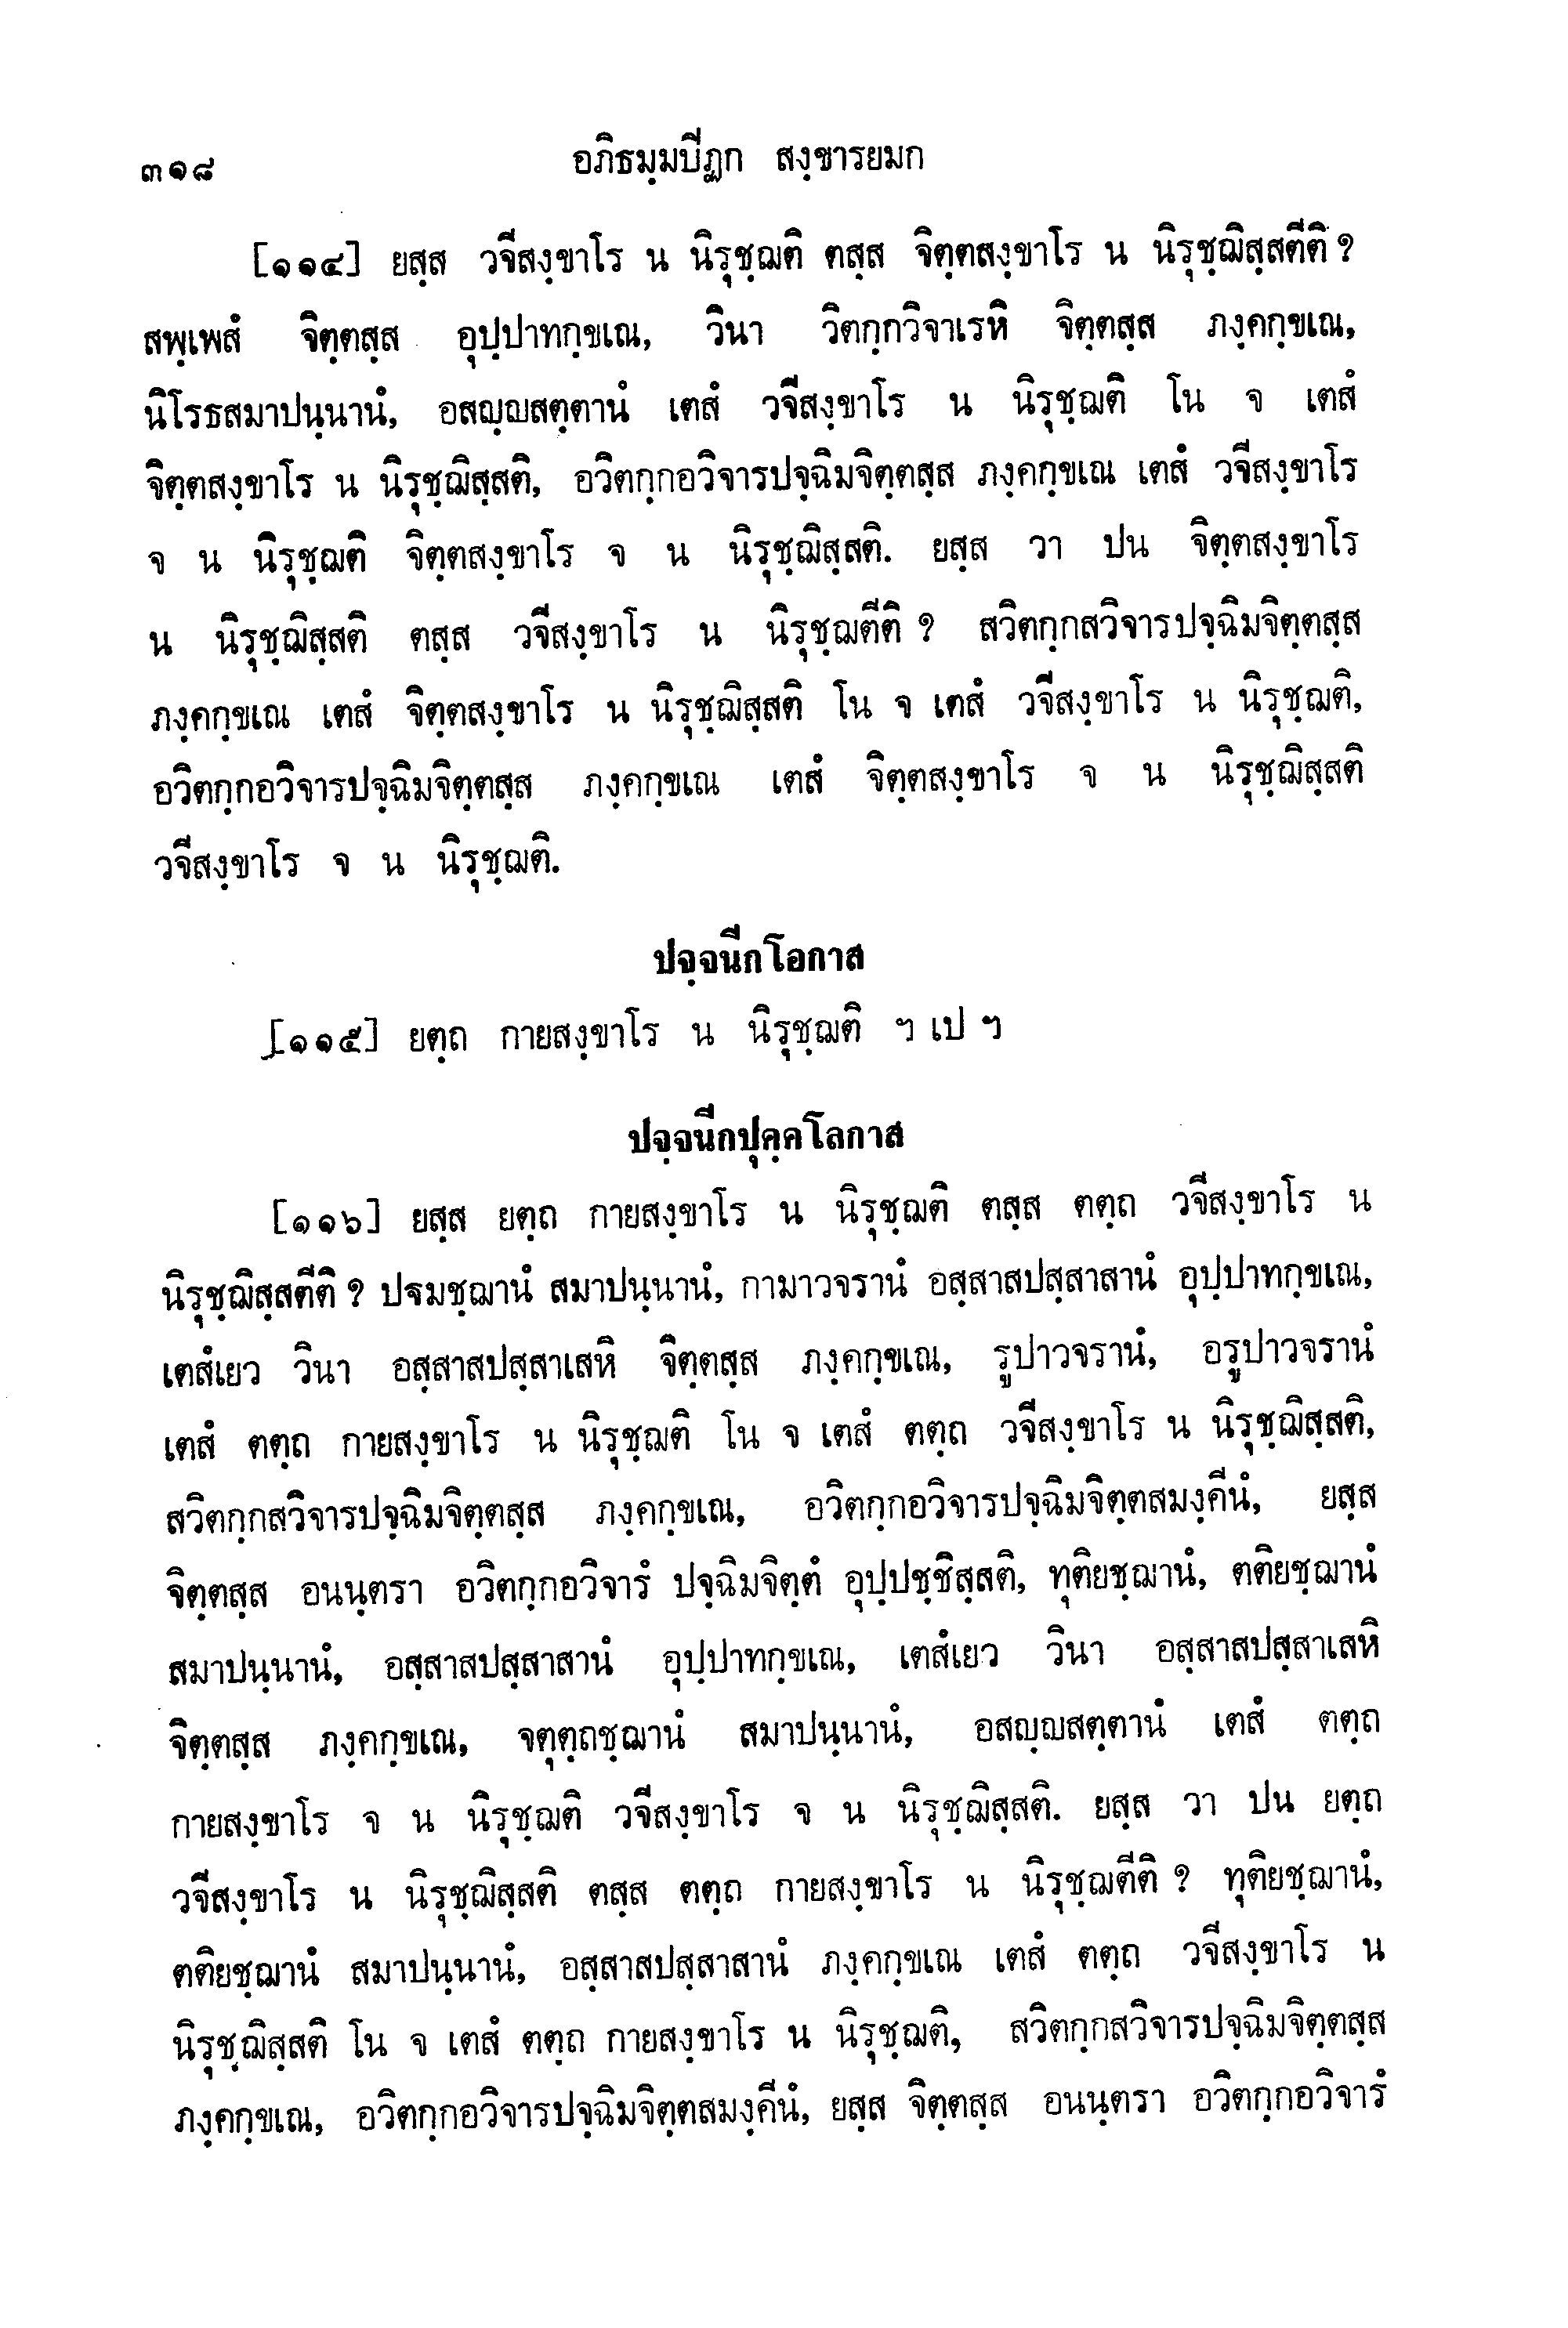 ๓๑๘ อภิธมฺมปีฏก สงฺขารยมก
[๑๑๔] ยสฺส วจีสงฺขาโร น นิรุชฺฌติ ตสฺส จิตฺตสงฺขาโร น นิรุชฺฌิสฺสตีติ ?
สพฺเพสํ จิตฺตสฺส อุปฺปาทกฺขเณ, วินา วิตกฺกวิจาเรหิ จิตฺตสฺส ภงฺคกฺขเณ,
นิโรธสมาปนฺนานํ, อสญฺญสตฺตานํ เตสํ วจีสงฺขาโร น นิรุชฺฌติ โน จ เตสํ
จิตฺตสงฺขาโร น นิรุชฺฌิสฺสติ, อวิตกฺกอวิจารปจฺฉิมจิตฺตสฺส ภงฺคกฺขเณ เตสํ วจีสงฺขาโร
จ น นิรุชฺฌติ จิตฺตสงฺขาโร จ น นิรุชฺฌิสฺสติ. ยสฺส วา ปน จิตฺตสงฺขาโร
น นิรุชฺฌิสฺสติ ตสฺส วจีสงฺขาโร น นิรุชฺฌตีติ ? สวิตกฺกสวิจารปจฺฉิมจิตฺตสฺส
ภงฺคกฺขเณ เตสํ จิตฺตสงฺขาโร น นิรุชฺฌิสฺสติ โน จ เตสํ วจีสงฺขาโร น นิรุชฺฌติ,
อวิตกฺกอวิจารปจฺฉิมจิตฺตสฺส ภงฺคกฺขเณ เตสํ จิตฺตสงฺขาโร จ น นิรุชฺฌิสฺสติ
วจีสงฺขาโร จ น นิรุชฺฌติ.
ปจฺจนีกโอกาส
[๑๑๕] ยตฺถ กายสงฺขาโร น นิรุชฺฌติ ฯ เป ฯ
ปจฺจนีกปุคฺคโลกาส
[๑๑๖] ยสฺส ยตฺถ กายสงฺขาโร น นิรุชฺฌติ ตสฺส ตตฺถ วจีสงฺขาโร น
นิรุชฺฌิสฺสตีติ ? ปฐมชฺฌานํ สมาปนฺนานํ, กามาวจรานํ อสฺสาสปสฺสาสานํ อุปฺปาทกฺขเณ,
เตสํเยว วินา อสฺสาสปสฺสาเสหิ จิตฺตสฺส ภงฺคกฺขเณ, รูปาวจรานํ, อรูปาวจรานํ
เตสํ ตตฺถ กายสงฺขาโร น นิรุชฺฌติ โน จ เตสํ ตตฺถ วจีสงฺขาโร น นิรุชฺฌิสฺสติ,
สวิตกฺกสวิจารปจฺฉิมจิตฺตสฺส ภงฺคกฺขเณ, อวิตกฺกอวิจารปจฺฉิมจิตฺตสมงฺคีนํ, ยสฺส
จิตฺตสฺส อนนฺตรา อวิตกฺกอวิจารํ ปจฺฉิมจิตฺตํ อุปฺปชฺชิสฺสติ, ทุติยชฺฌานํ, ตติยชฺฌานํ
สมาปนฺนานํ, อสฺสาสปสฺสาสานํ อุปฺปาทกฺขเณ, เตสํเยว วินา อสฺสาสปสฺสาเสหิ
จิตฺตสฺส ภงฺคกฺขเณ, จตุตฺถชฺฌานํ สมาปนฺนานํ, อสญฺญสตฺตานํ เตสํ ตตฺถ
กายสงฺขาโร จ น นิรุชฺฌติ วจีสงฺขาโร จ น นิรุชฺฌิสฺสติ. ยสฺส วา ปน ยตฺถ
วจีสงฺขาโร น นิรุชฺฌิสฺสติ ตสฺส ตตฺถ กายสงฺขาโร น นิรุชฺฌตีติ ? ทุติยชฺฌานํ,
ตติยชฺฌานํ สมาปนฺนานํ, อสฺสาสปสฺสาสานํ ภงฺคกฺขเณ เตสํ ตตฺถ วจีสงฺขาโร น
นิรุชฺฌิสฺสติ โน จ เตสํ ตตฺถ กายสงฺขาโร น นิรุชฺฌติ, สวิตกฺกสวิจารปจฺฉิมจิตฺตสฺส
ภงฺคกฺขเณ, อวิตกฺกอวิจารปจฺฉิมจิตฺตสมงฺคีนํ, ยสฺส จิตฺตสฺส อนนฺตรา อวิตกฺกอวิจารํ